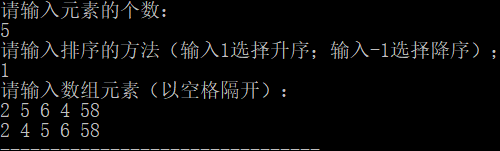 请输入元素的个数：
5
请输入排序的方法（输入1选择升序；输入-1选择降序）；
1
请输入数组元素（以空格隔开）：
2 5 6 4 58
2 4 5 6 58
--------------------------------